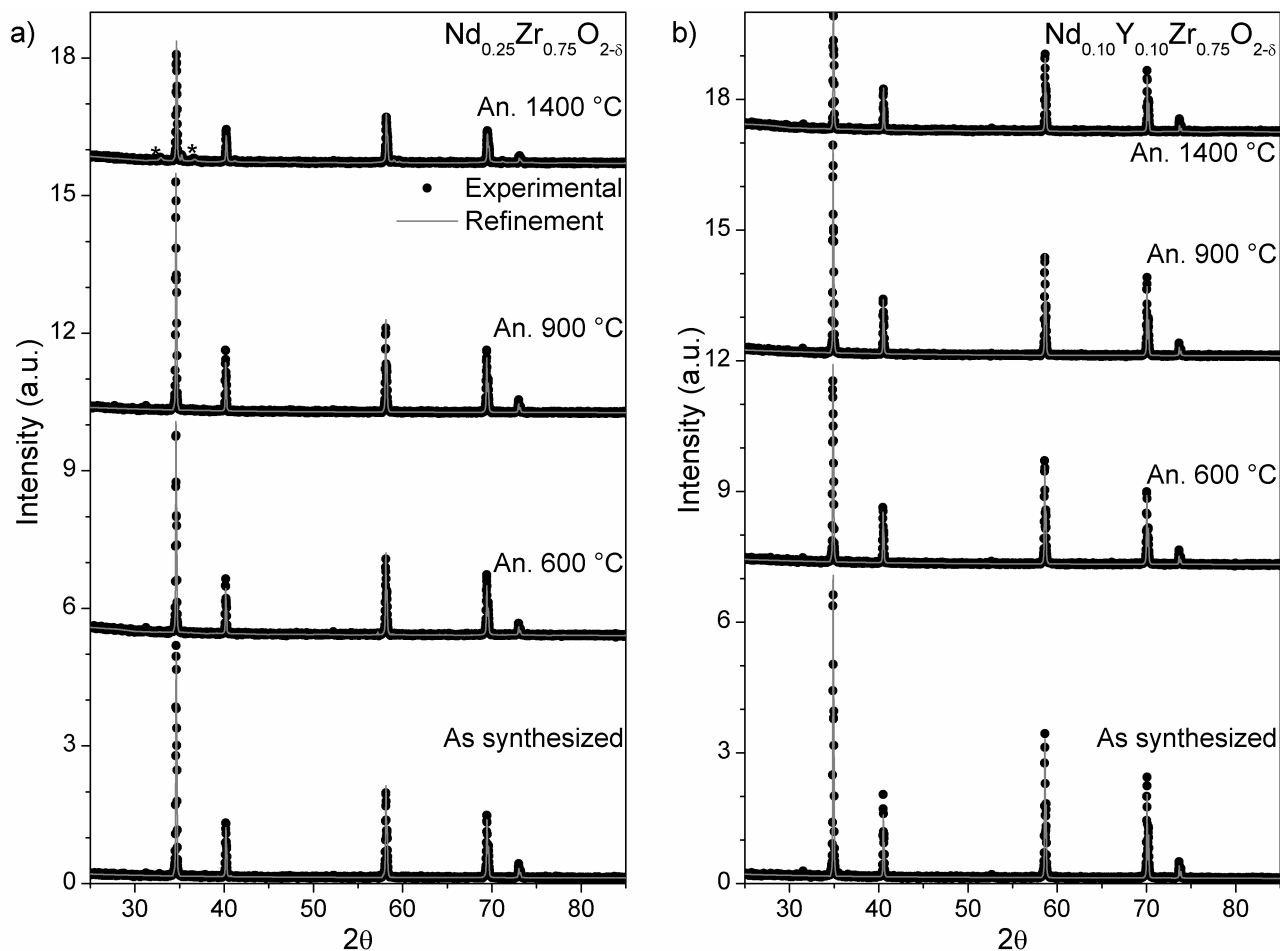 a)
Nd0.25Zr0.75O2-δ
An. 1400 °C
* *
Experimental
Refinement
An. 900 °C
An. 600 °C
As synthesized
Intensity (a.u.)
18
15
12
9
6
3
0
30 40 50 60 70 80
2θ
b)
Nd0.10Y0.10Zr0.75O2-δ
An. 1400 °C
An. 900 °C
An. 600 °C
As synthesized
Intensity (a.u.)
18
15
12
9
6
3
0
30 40 50 60 70 80
2θ